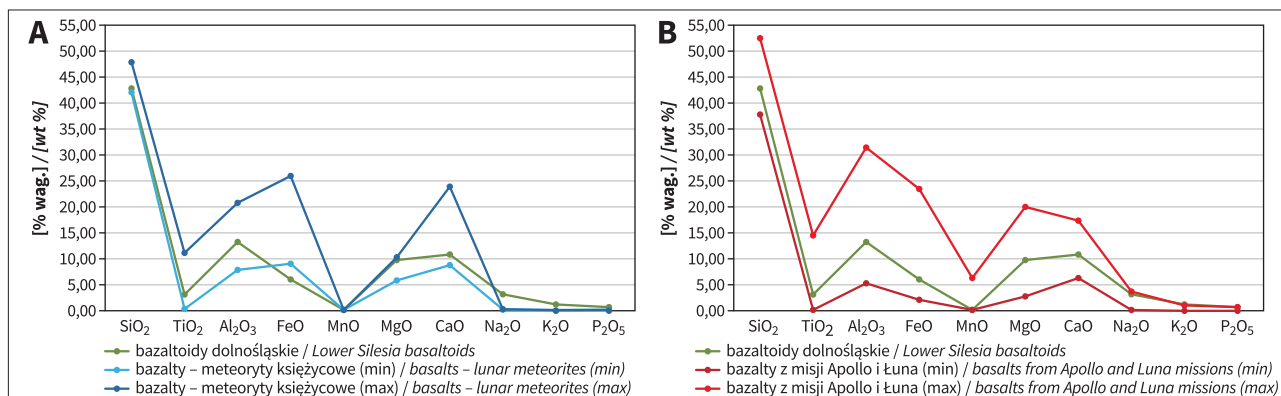 A
B
[% wag.] / [wt %]
55,00
50,00
45,00
40,00
35,00
30,00
25,00
20,00
15,00
10,00
5,00
0,00
SiO₂ TiO₂ Al₂O₃ FeO MnO MgO CaO Na₂O K₂O P₂O₅
bazaltoidy dolnośląskie / Lower Silesia basaltoids
bazalty – meteoryty księżycowe (min) / basalts – lunar meteorites (min)
bazalty – meteoryty księżycowe (max) / basalts – lunar meteorites (max)
[% wag.] / [wt %]
55,00
50,00
45,00
40,00
35,00
30,00
25,00
20,00
15,00
10,00
5,00
0,00
SiO₂ TiO₂ Al₂O₃ FeO MnO MgO CaO Na₂O K₂O P₂O₅
bazaltoidy dolnośląskie / Lower Silesia basaltoids
bazalty z misji Apollo i Łuna (min) / basalts from Apollo and Luna missions (min)
bazalty z misji Apollo i Łuna (max) / basalts from Apollo and Luna missions (max)